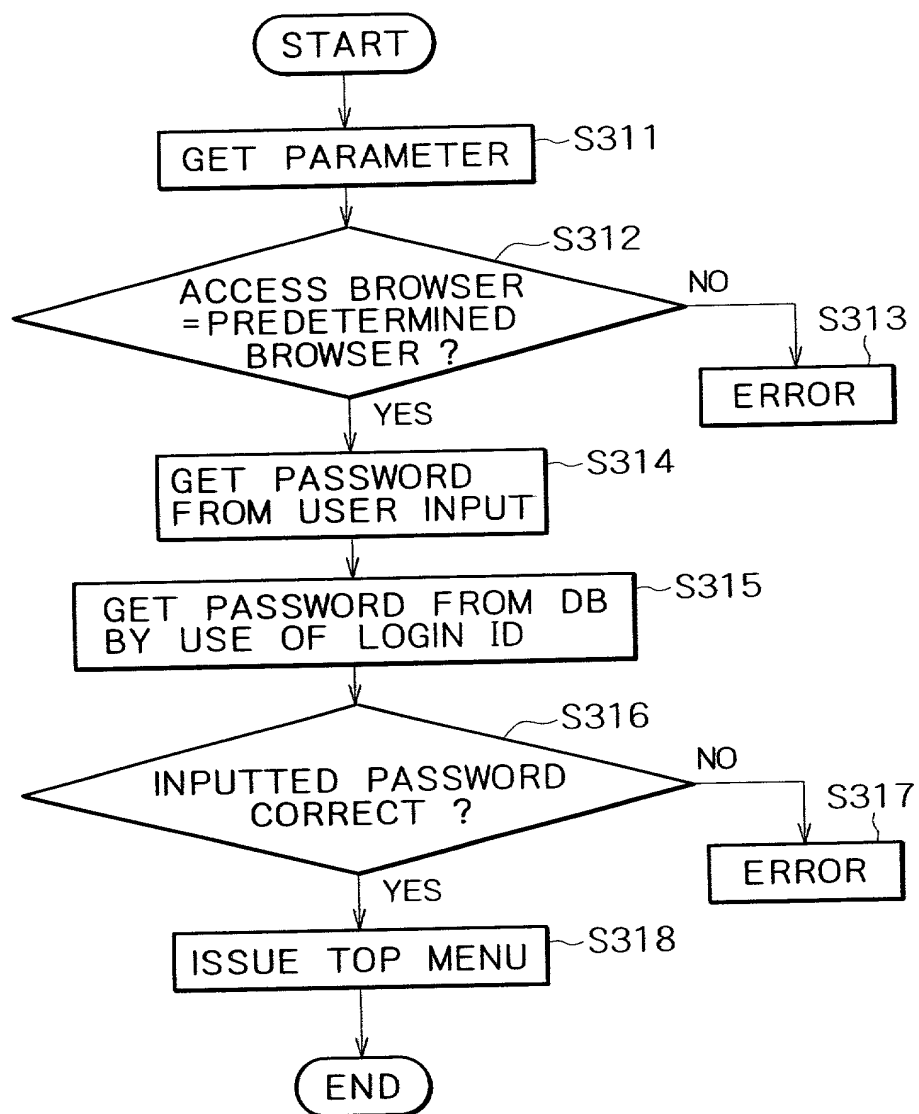 START
S311
GET PARAMETER
S312
ACCESS BROWSER
=PREDETERMINED
BROWSER ?
NO
S313
ERROR
YES
S314
GET PASSWORD
FROM USER INPUT
S315
GET PASSWORD FROM DB
BY USE OF LOGIN ID
S316
INPUTTED PASSWORD
CORRECT ?
NO
S317
ERROR
YES
S318
ISSUE TOP MENU
END